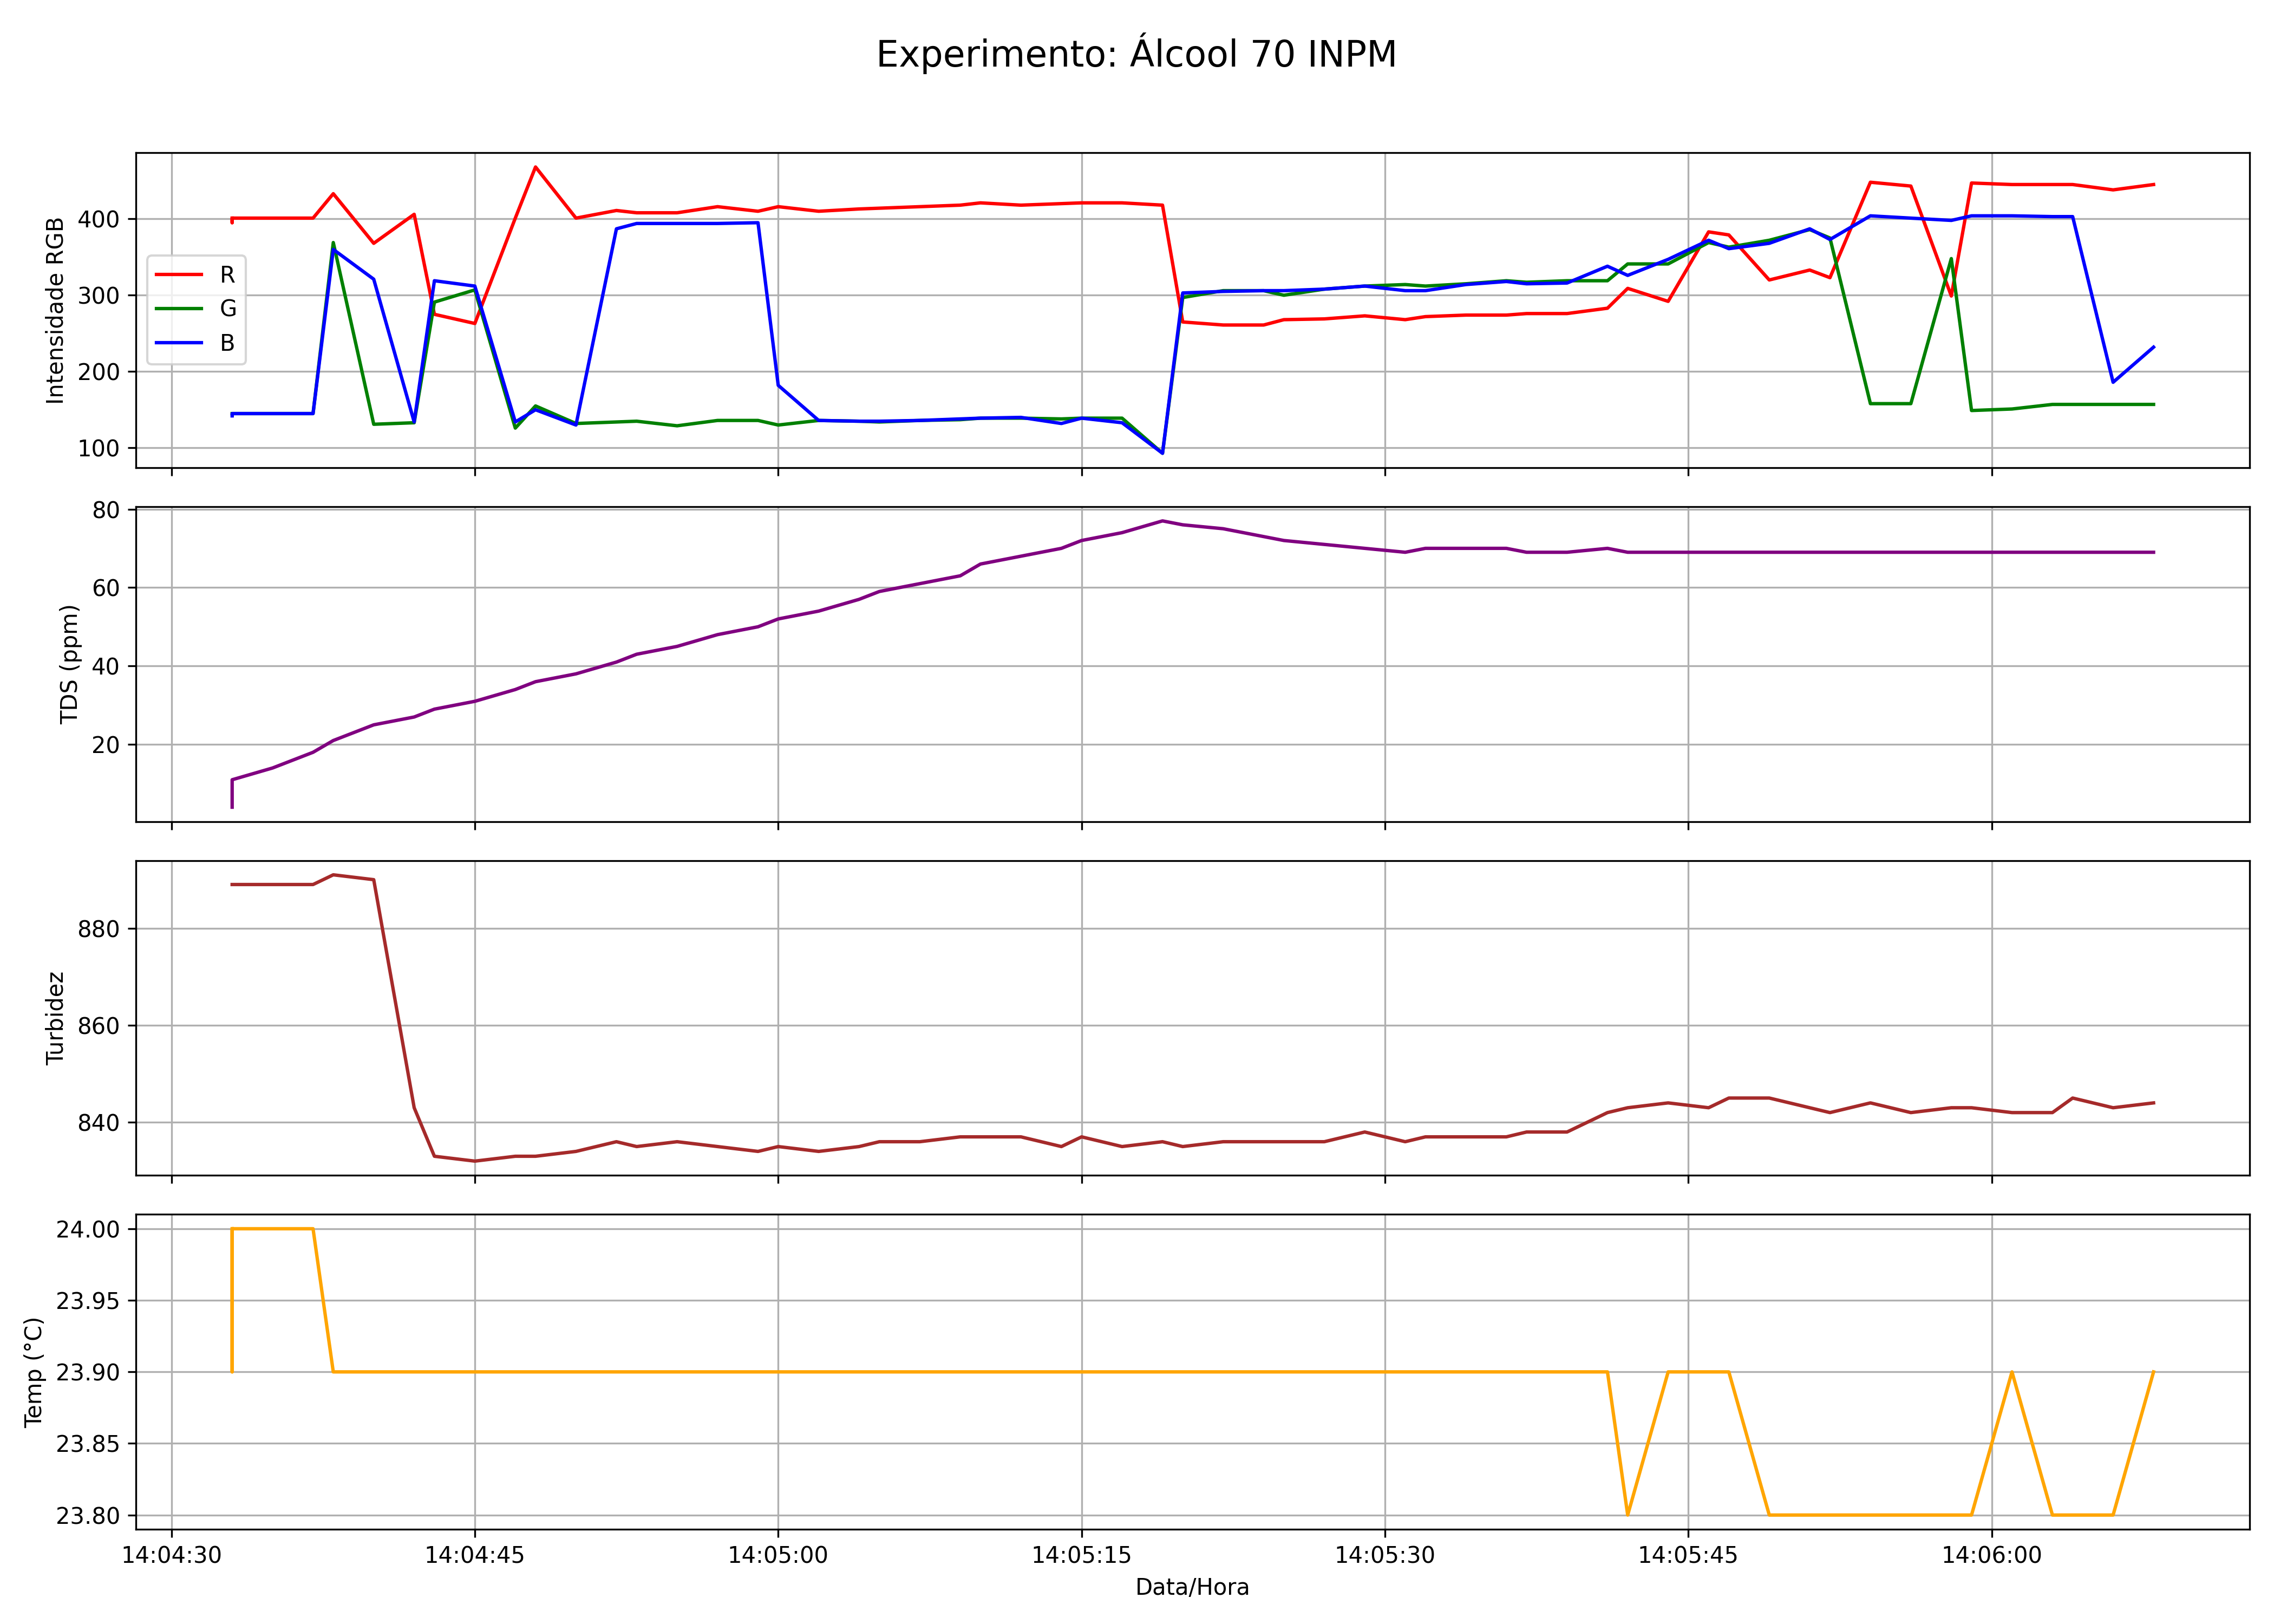 Experimento: Álcool 70 INPM
Intensidade RGB
400
300
200
100
R
G
B
TDS (ppm)
80
60
40
20
Turbidez
880
860
840
Temp (°C)
24.00
23.95
23.90
23.85
23.80
14:04:30 14:04:45 14:05:00 14:05:15 14:05:30 14:05:45 14:06:00
Data/Hora